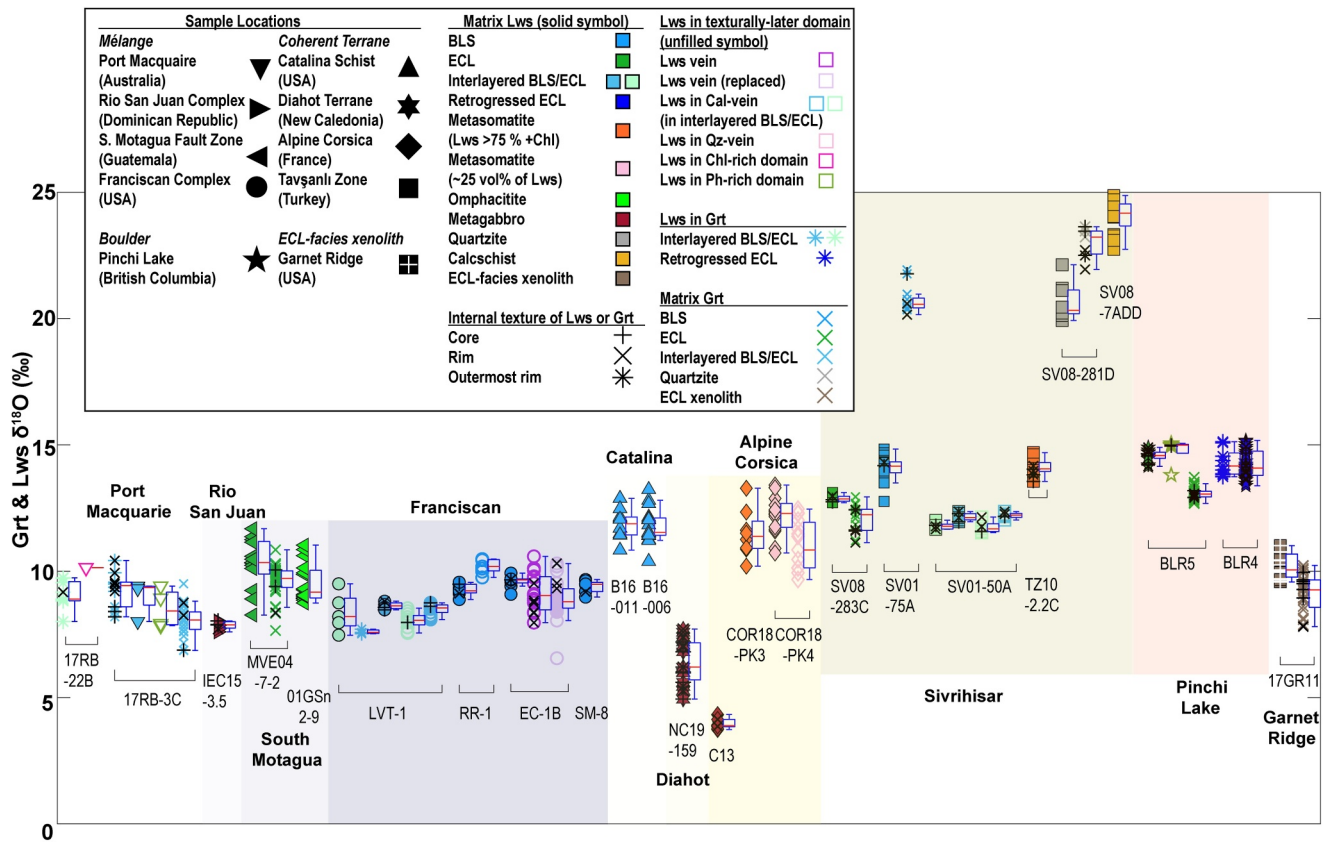 Sample Locations
Mélange
Coherent Terrane
Port Macquaire
(Australia)
Catalina Schist
(USA)
Rio San Juan Complex
(Dominican Republic)
Diahot Terrane
(New Caledonia)
S. Motagua Fault Zone
(Guatemala)
Alpine Corsica
(France)
Franciscan Complex
(USA)
Tavşanlı Zone
(Turkey)
Boulder
ECL-facies xenolith
Pinchi Lake
(British Columbia)
Garnet Ridge
(USA)
Matrix Lws (solid symbol)
BLS
ECL
Interlayered BLS/ECL
Retrogressed ECL
Metasomatite
(Lws >75 % +Chl)
Metasomatite
(~25 vol% of Lws)
Omphacitite
Metagabbro
Quartzite
Calcschist
ECL-facies xenolith
Internal texture of Lws or Grt
Core
Rim
Outermost rim
Lws in texturally-later domain
(unfilled symbol)
Lws vein
Lws vein (replaced)
Lws in Cal-vein
(in interlayered BLS/ECL)
Lws in Qz-vein
Lws in Chl-rich domain
Lws in Ph-rich domain
Lws in Grt
Interlayered BLS/ECL
Retrogressed ECL
Matrix Grt
BLS
ECL
Interlayered BLS/ECL
Quartzite
ECL xenolith
Grt & Lws δ18O (‰)
25
20
15
10
5
0
Port
Macquarie
17RB
-22B
17RB-3C
Rio
San Juan
IEC15
-3.5
MVE04
-7-2
01GSn
2-9
South
Motagua
Franciscan
LVT-1
RR-1
EC-1B
SM-8
Catalina
B16
-011
B16
-006
NC19
-159
Diahot
Alpine
Corsica
C13
COR18
-PK3
COR18
-PK4
SV08
-283C
SV01
-75A
SV01-50A
TZ10
-2.2C
SV08-281D
SV08
-7ADD
Sivrihisar
BLR5
BLR4
Pinchi
Lake
17GR11
Garnet
Ridge